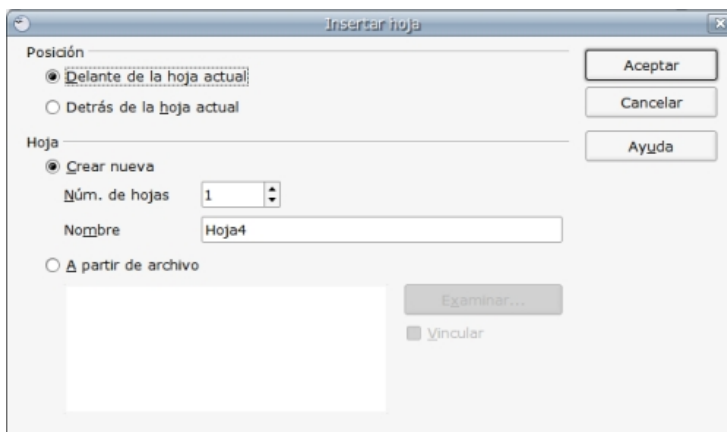 Insertar hoja
Posición
Delante de la hoja actual
Detrás de la hoja actual
Aceptar
Cancelar
Ayuda
Hoja
Crear nueva
Núm. de hojas
1
Nombre
Hoja4
A partir de archivo
Examinar...
Vincular